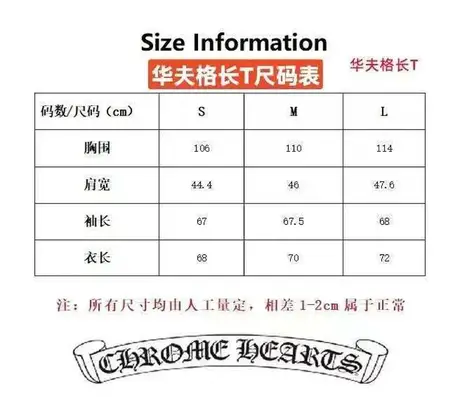 Size Information
华夫格长T尺码表
华夫格长T
码数/尺码（cm） S M L
胸围 106 110 114
肩宽 44.4 46 47.6
袖长 67 67.5 68
衣长 68 70 72
注：所有尺寸均由人工量定，相差1-2cm属于正常
CHROME HEARTS